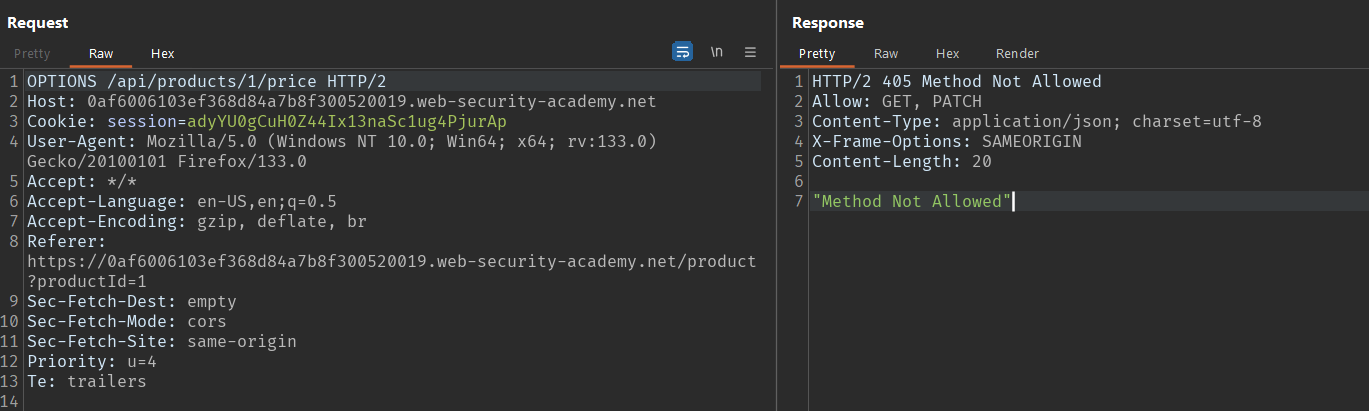 Request
Pretty Raw Hex \n
1 OPTIONS /api/products/1/price HTTP/2
2 Host: 0af6006103ef368d84a7b8f300520019.web-security-academy.net
3 Cookie: session=adyYU0gCuH0Z44Ix13naSc1ug4PjurAp
4 User-Agent: Mozilla/5.0 (Windows NT 10.0; Win64; x64; rv:133.0)
Gecko/20100101 Firefox/133.0
5 Accept: */*
6 Accept-Language: en-US,en;q=0.5
7 Accept-Encoding: gzip, deflate, br
8 Referer:
https://0af6006103ef368d84a7b8f300520019.web-security-academy.net/product
?productId=1
9 Sec-Fetch-Dest: empty
10 Sec-Fetch-Mode: cors
11 Sec-Fetch-Site: same-origin
12 Priority: u=4
13 Te: trailers
14
Response
Pretty Raw Hex Render
1 HTTP/2 405 Method Not Allowed
2 Allow: GET, PATCH
3 Content-Type: application/json; charset=utf-8
4 X-Frame-Options: SAMEORIGIN
5 Content-Length: 20
6
7 "Method Not Allowed"